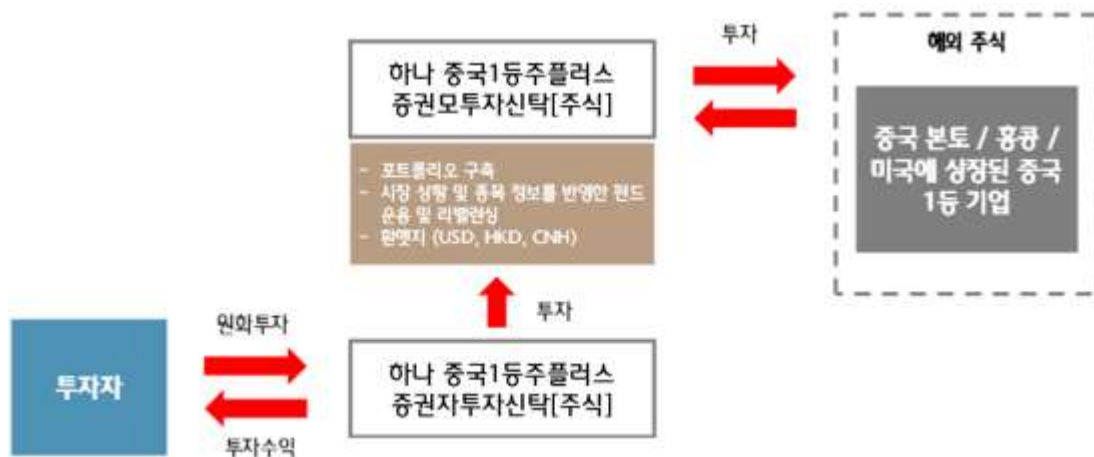 하나 중국1등주플러스
증권모투자신탁[주식]
- 포트폴리오 구축
- 시장 상황 및 종목 정보를 반영한 펀드
운용 및 리밸런싱
- 환헷지 (USD, HKD, CNH)
투자
해외 주식
중국 본토 / 홍콩 /
미국에 상장된 중국
1등 기업
투자
투자자
원화투자
투자수익
하나 중국1등주플러스
증권자투자신탁[주식]